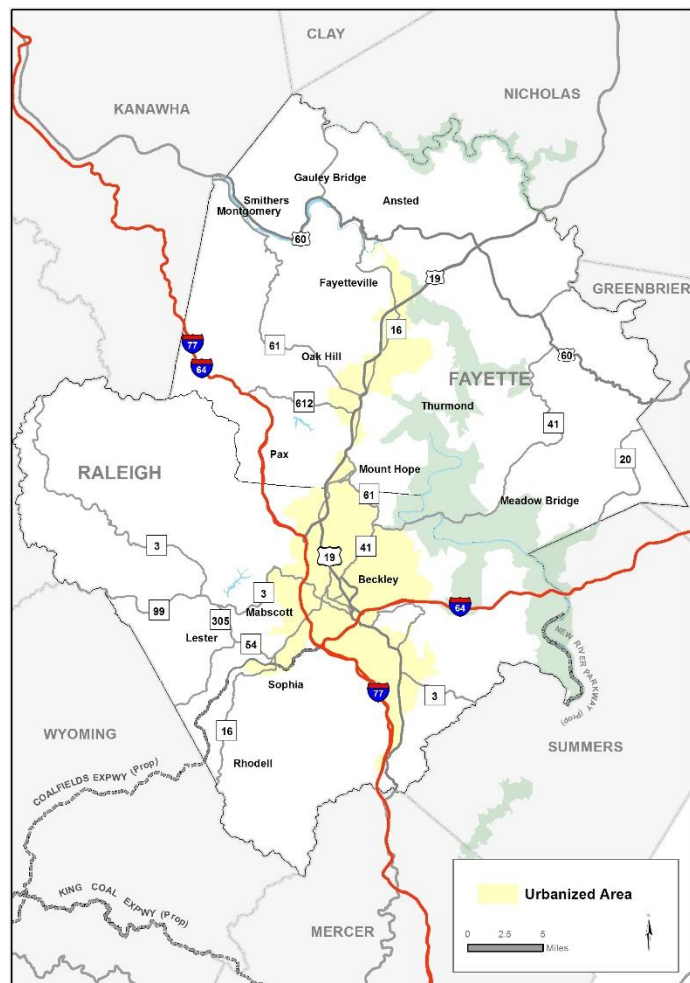 CLAY
NICHOLAS
KANAWHA
Gauley Bridge
Smithers
Montgomery
Ansted
60
Fayetteville
19
GREENBRIER
16
77
61
64
Oak Hill
60
FAYETTE
612
Thurmond
41
20
Pax
RALEIGH
Mount Hope
61
Meadow Bridge
3
19
41
Beckley
3
64
99
Mabscott
305
Lester
54
NEW RIVER PARKWAY (Prop)
Sophia
77
3
16
WYOMING
SUMMERS
Rhodell
COALFIELDS EXPWY (Prop)
KING COAL EXPWY (Prop)
MERCER
Urbanized Area
0 2.5 5
Miles